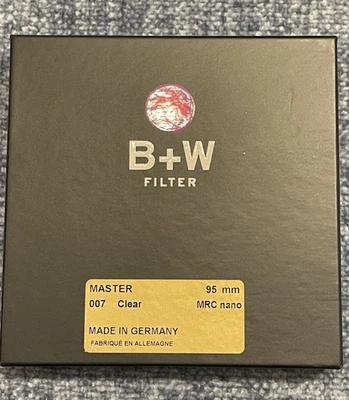 B+W
FILTER
MASTER 95 mm
007 Clear MRC nano
MADE IN GERMANY
FABRIQUÉ EN ALLEMAGNE